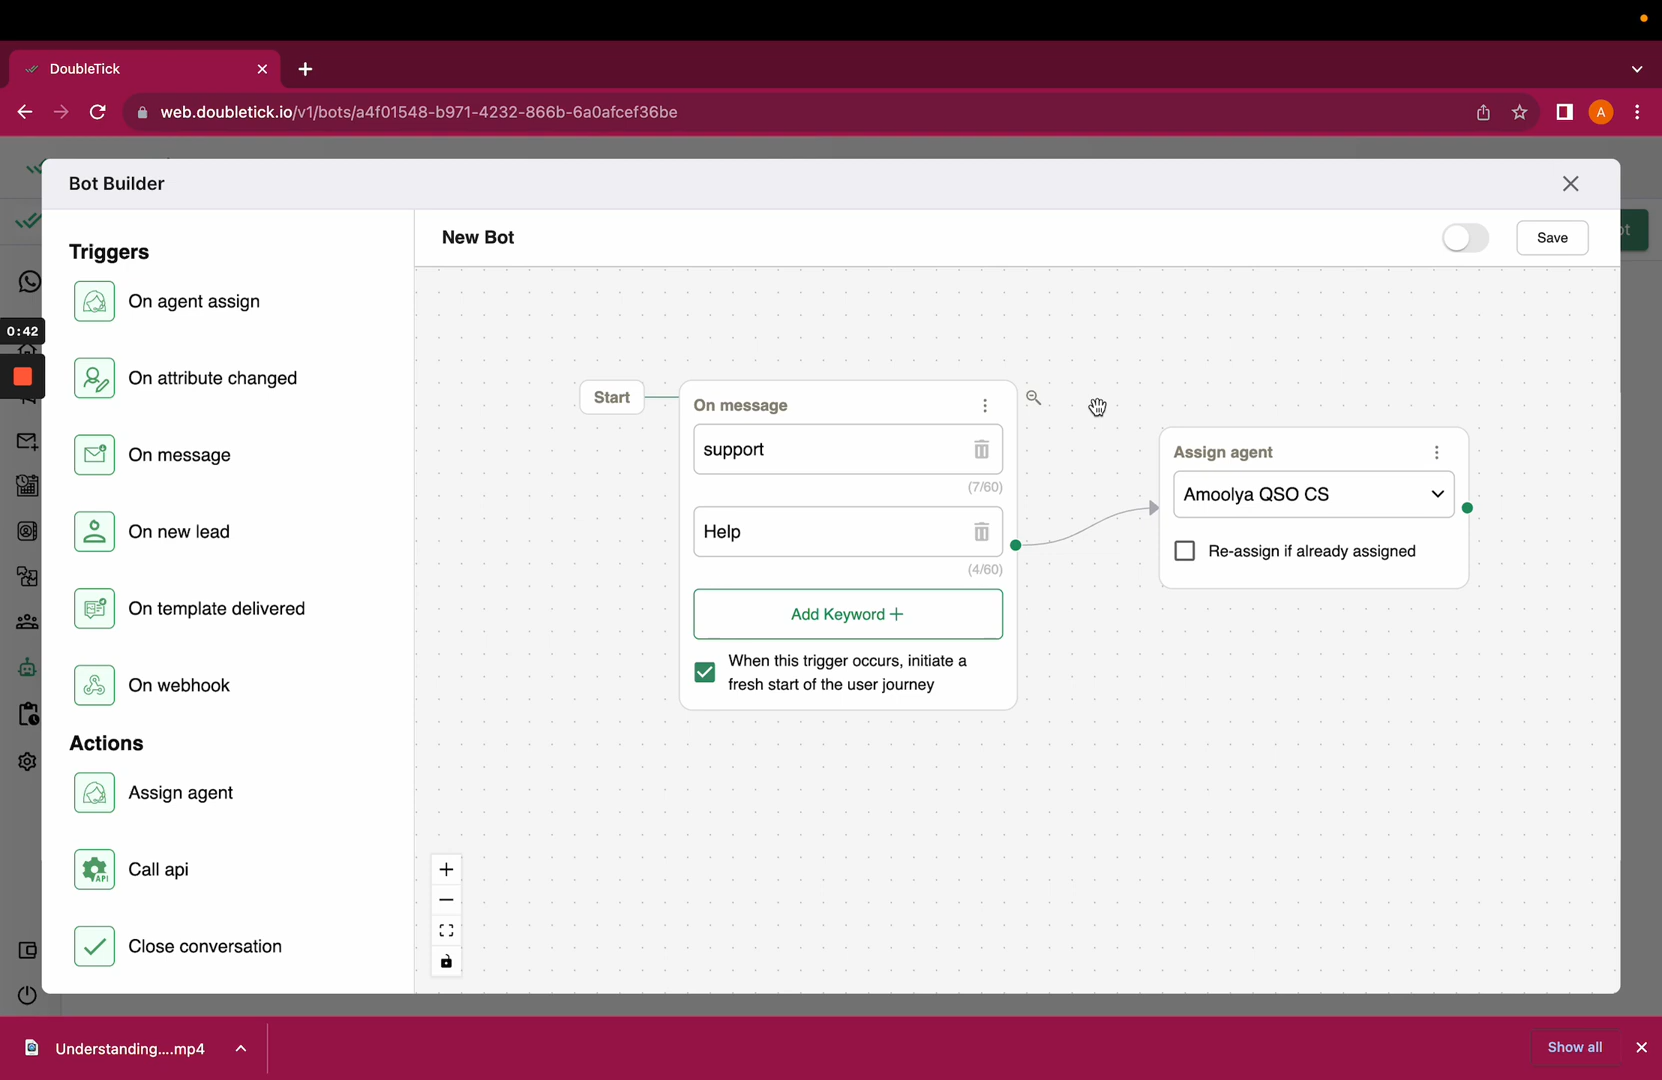 DoubleTick
web.doubletick.io/v1/bots/a4f01548-b971-4232-866b-6a0afcef36be
A
Bot Builder
New Bot
Save
ot
Triggers
On agent assign
0:42
On attribute changed
On message
On new lead
On template delivered
On webhook
Actions
Assign agent
Call api
API
Close conversation
Start
On message
support
(7/60)
Help
(4/60)
Add Keyword +
When this trigger occurs, initiate a
fresh start of the user journey
Assign agent
Amoolya QSO CS
Re-assign if already assigned
Understanding....mp4
Show all